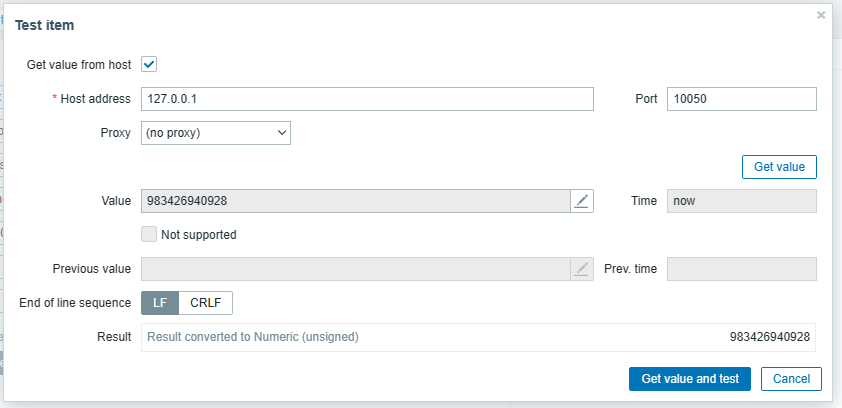 Test item
×
Get value from host
* Host address 127.0.0.1 Port 10050
Proxy (no proxy)
Get value
Value 983426940928 Time now
Not supported
Previous value Prev. time
End of line sequence LF CRLF
Result Result converted to Numeric (unsigned) 983426940928
Get value and test Cancel